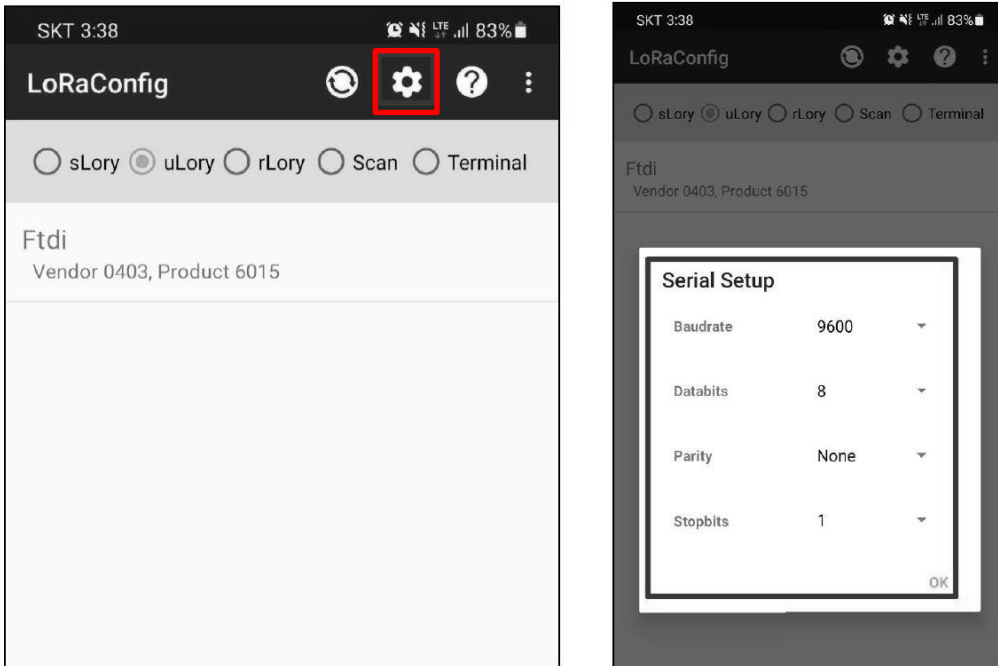 SKT 3:38 LTE 83%
LoRaConfig
sLory uLory rLory Scan Terminal
Ftdi
Vendor 0403, Product 6015
SKT 3:38 LTE 83%
LoRaConfig
sLory uLory rLory Scan Terminal
Ftdi
Vendor 0403, Product 6015
Serial Setup
Baudrate 9600
Databits 8
Parity None
Stopbits 1
OK